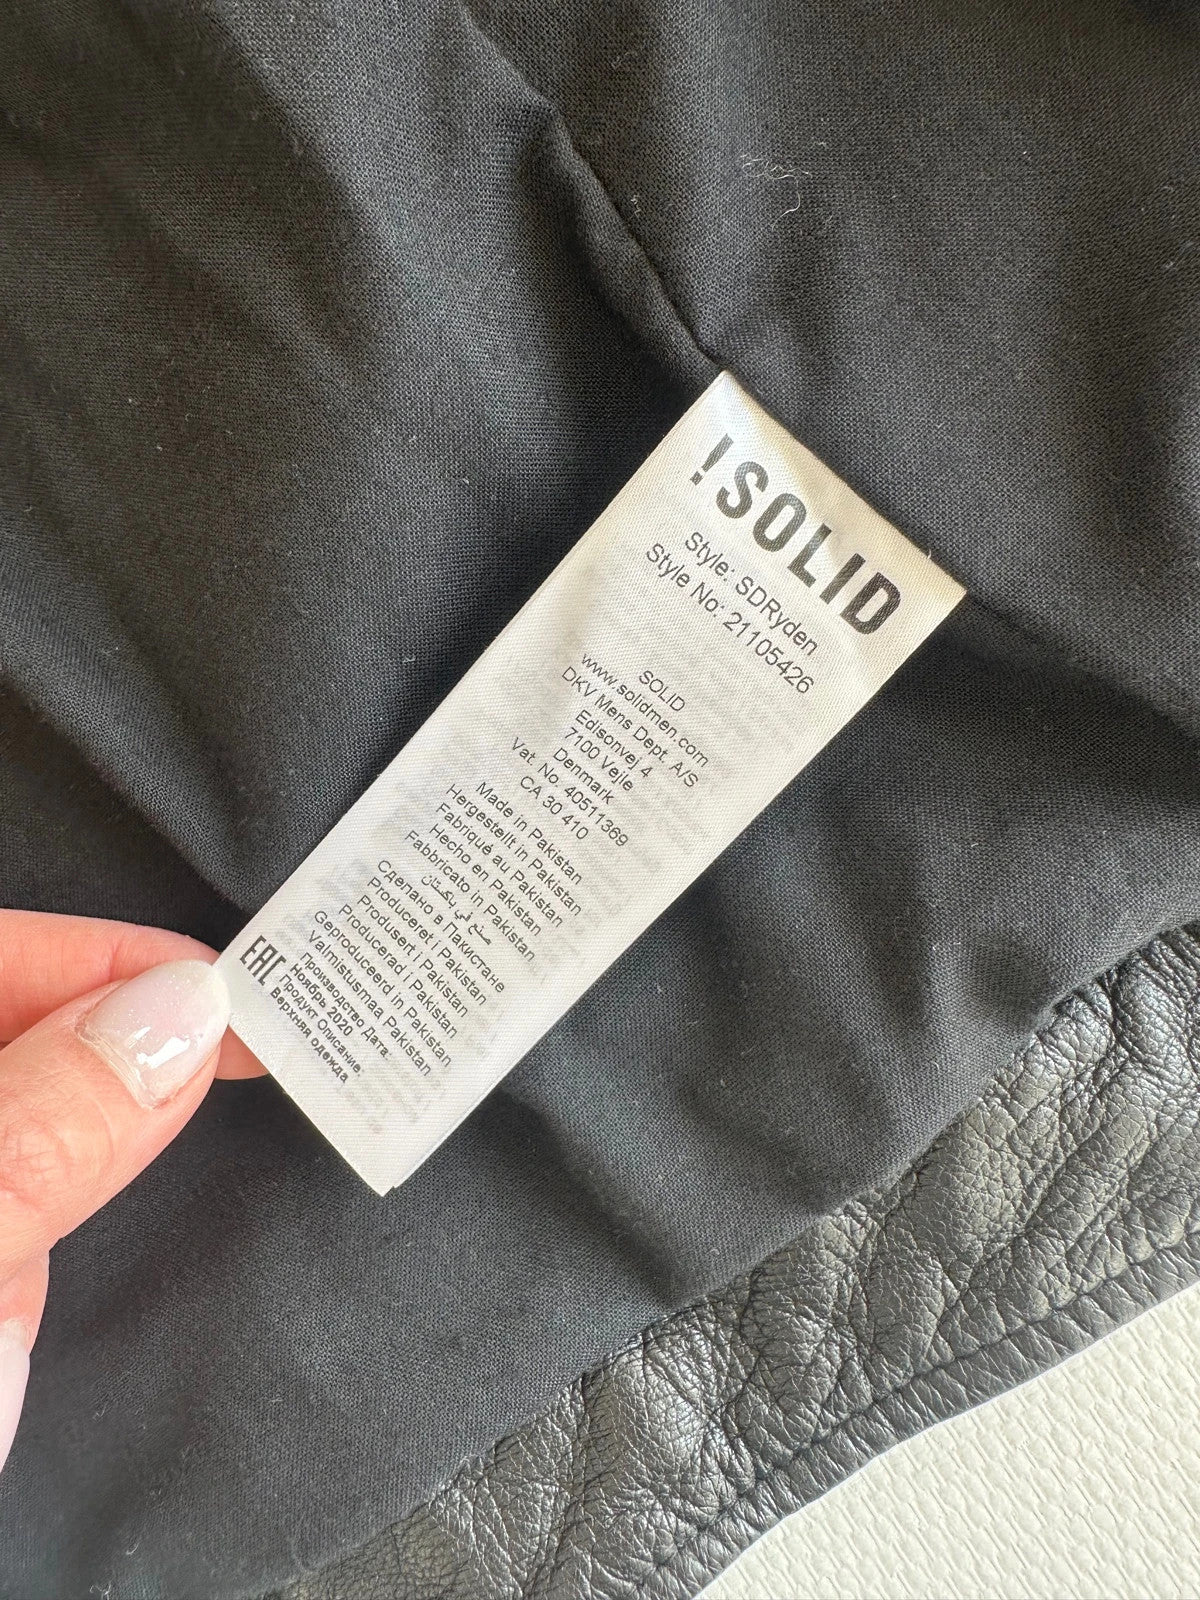 !SOLID
Style: SDRyden
Style No: 21105426
SOLID
www.solidmen.com
DKV Mens Dept. A/S
Edisonvej 4
7100 Vejle
Denmark
Vat. No. 40511369
CA 30 410
Made in Pakistan
Hergestellt in Pakistan
Fabriqué au Pakistan
Hecho en Pakistan
Fabbricato in Pakistan
صنع في باكستان
Сделано в Пакистане
Produceret i Pakistan
Produsert i Pakistan
Producerad i Pakistan
Geproduceerd in Pakistan
Valmistusmaa Pakistan
Производство Дата:
Ноябрь 2020
Продукт Описание:
Верхняя одежда
EAC